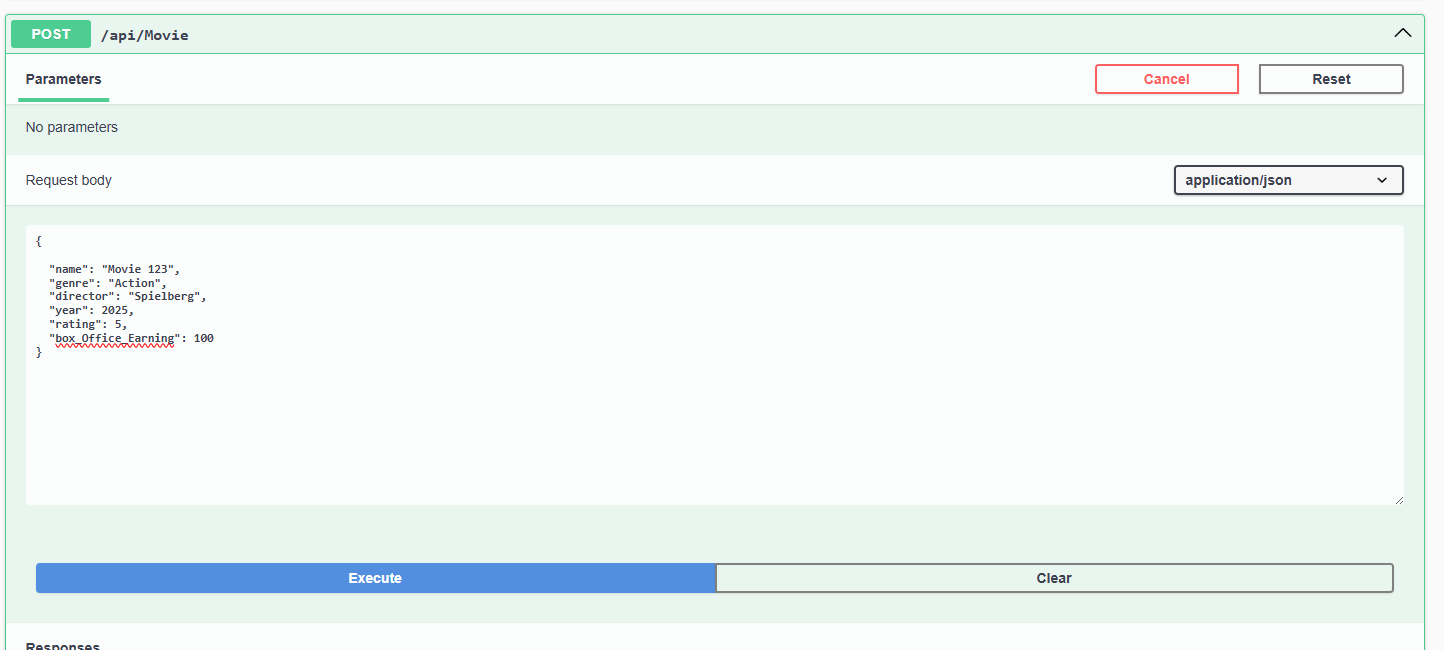 POST /api/Movie
Parameters
Cancel
Reset
No parameters
Request body
application/json
{
"name": "Movie 123",
"genre": "Action",
"director": "Spielberg",
"year": 2025,
"rating": 5,
"box_Office_Earning": 100
}
Execute
Clear
Responses